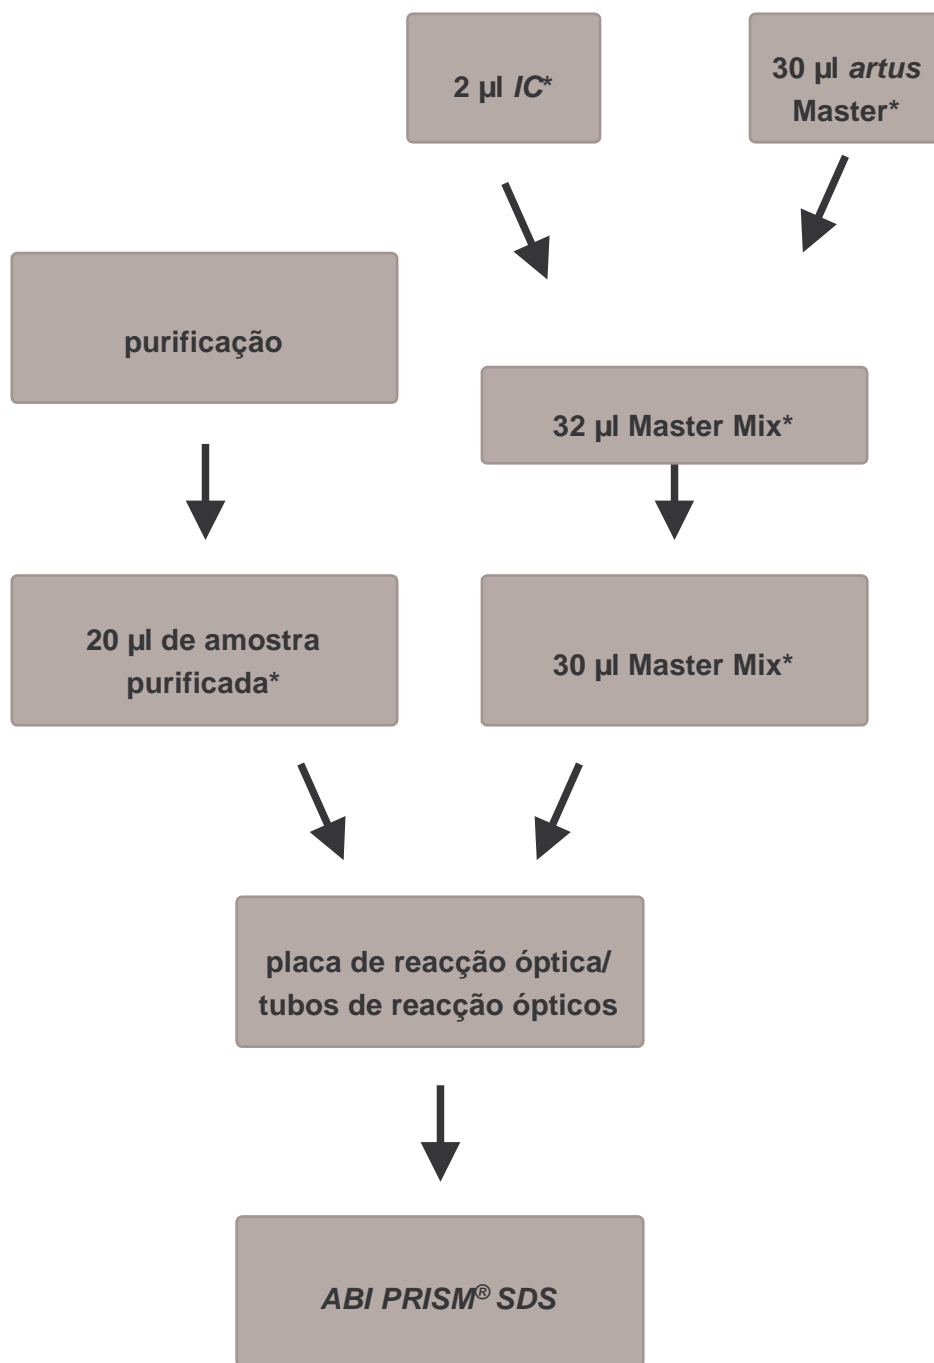 2 µl IC*
30 µl artus
Master*
purificação
32 µl Master Mix*
20 µl de amostra
purificada*
30 µl Master Mix*
placa de reacção óptica/
tubos de reacção ópticos
ABI PRISM® SDS